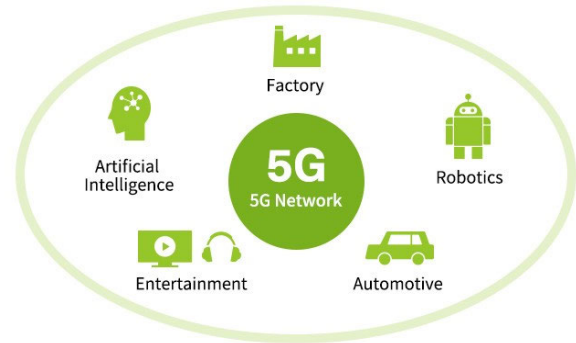 Factory
Artificial
Intelligence
5G
5G Network
Robotics
Entertainment
Automotive